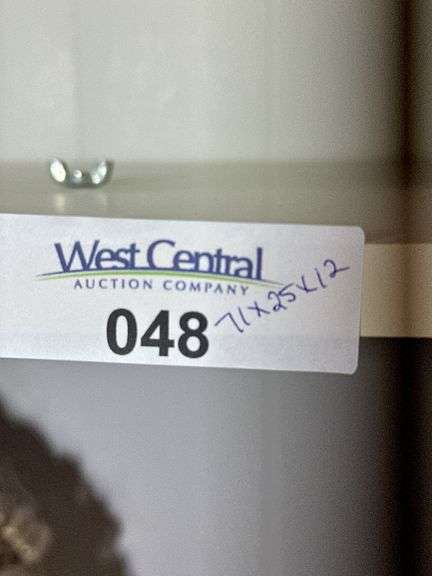 West Central
AUCTION COMPANY
048
71x25x12